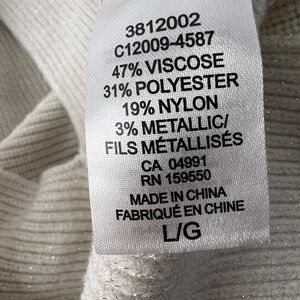 3812002
C12009-4587
47% VISCOSE
31% POLYESTER
19% NYLON
3% METALLIC/
FILS MÉTALLISÉS
CA 04991
RN 159550
MADE IN CHINA
FABRIQUÉ EN CHINE
L/G